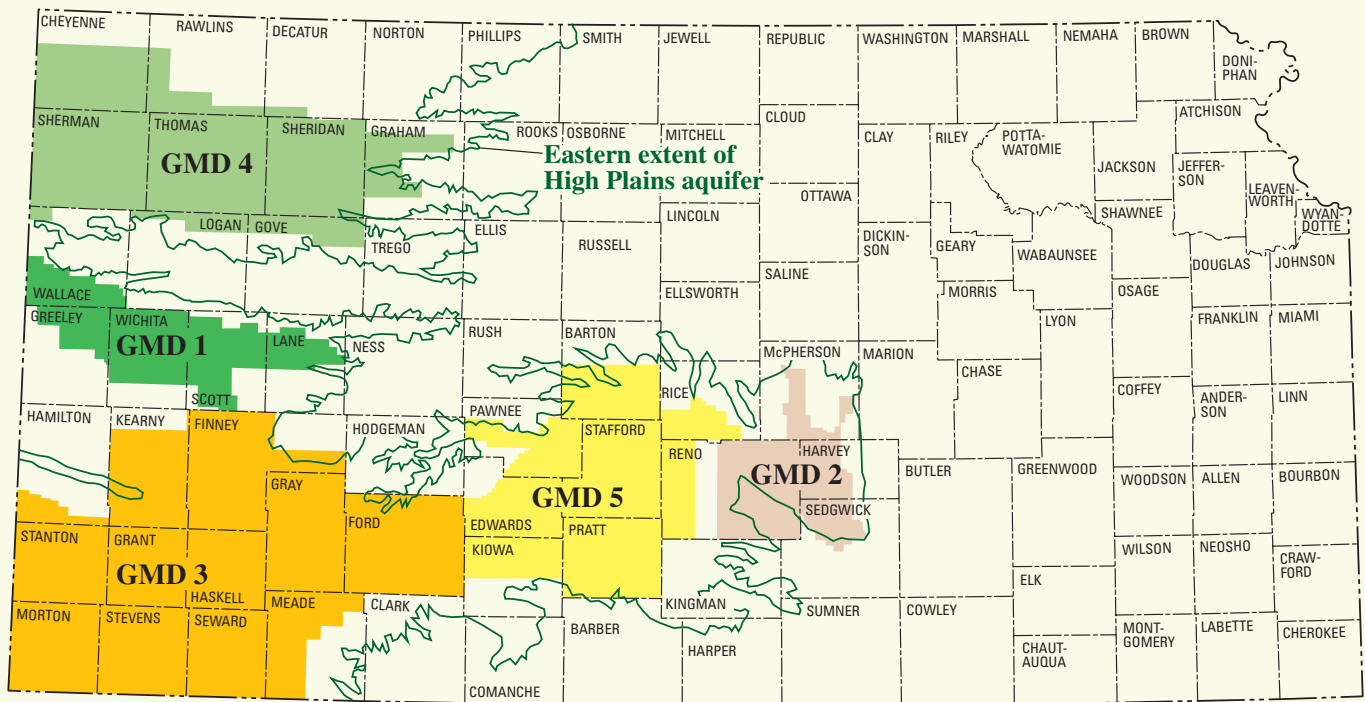 CHEYENNE
RAWLINS
DECATUR
NORTON
PHILLIPS
SMITH
JEWELL
REPUBLIC
WASHINGTON
MARSHALL
NEMAHA
BROWN
DONI-
PHAN
SHERMAN
THOMAS
SHERIDAN
GRAHAM
ROOKS
OSBORNE
MITCHELL
CLOUD
CLAY
RILEY
POTTA-
WATOMIE
ATCHISON
JACKSON
JEFFER-
SON
LEAVEN-
WORTH
WYAN-
DOTTE
GMD 4
Eastern extent of
High Plains aquifer
LOGAN
GOVE
TREGO
ELLIS
RUSSELL
LINCOLN
OTTAWA
DICKIN-
SON
GEARY
WABAUNSEE
SHAWNEE
DOUGLAS
JOHNSON
WALLACE
GREELEY
WICHITA
GMD 1
SCOTT
LANE
NESS
RUSH
BARTON
ELLSWORTH
SALINE
MORRIS
LYON
OSAGE
FRANKLIN
MIAMI
McPHERSON
MARION
CHASE
COFFEY
ANDER-
SON
LINN
HAMILTON
KEARNY
FINNEY
HODGEMAN
PAWNEE
STAFFORD
RICE
RENO
HARVEY
GMD 2
SEDGWICK
BUTLER
GREENWOOD
WOODSON
ALLEN
BOURBON
GRAY
FORD
EDWARDS
GMD 5
KIOWA
PRATT
STANTON
GRANT
GMD 3
HASKELL
MEADE
CLARK
KINGMAN
SUMNER
COWLEY
ELK
WILSON
NEOSHO
CRAW-
FORD
MORTON
STEVENS
SEWARD
COMANCHE
BARBER
HARPER
CHAUT-
AUQUA
MONT-
GOMERY
LABETTE
CHEROKEE